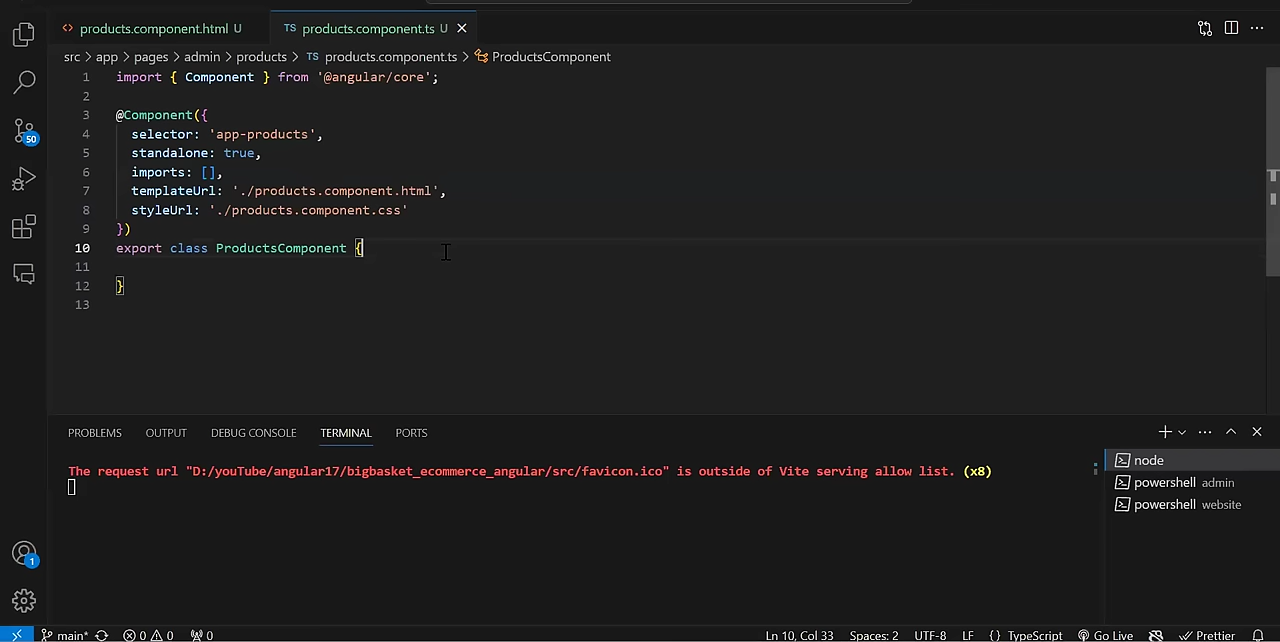 products.component.html U
TS products.component.ts U
src > app > pages > admin > products > TS products.component.ts > ProductsComponent
1 import { Component } from '@angular/core';
2
3 @Component({
4 selector: 'app-products',
5 standalone: true,
6 imports: [],
7 templateUrl: './products.component.html',
8 styleUrl: './products.component.css'
9 })
10 export class ProductsComponent {
11
12 }
13
50
PROBLEMS OUTPUT DEBUG CONSOLE TERMINAL PORTS
The request url "D:/youTube/angular17/bigbasket_ecommerce_angular/src/favicon.ico" is outside of Vite serving allow list. (x8)
node
powershell admin
powershell website
1
main* 0 0 0 Ln 10, Col 33 Spaces: 2 UTF-8 LF {} TypeScript Go Live Prettier